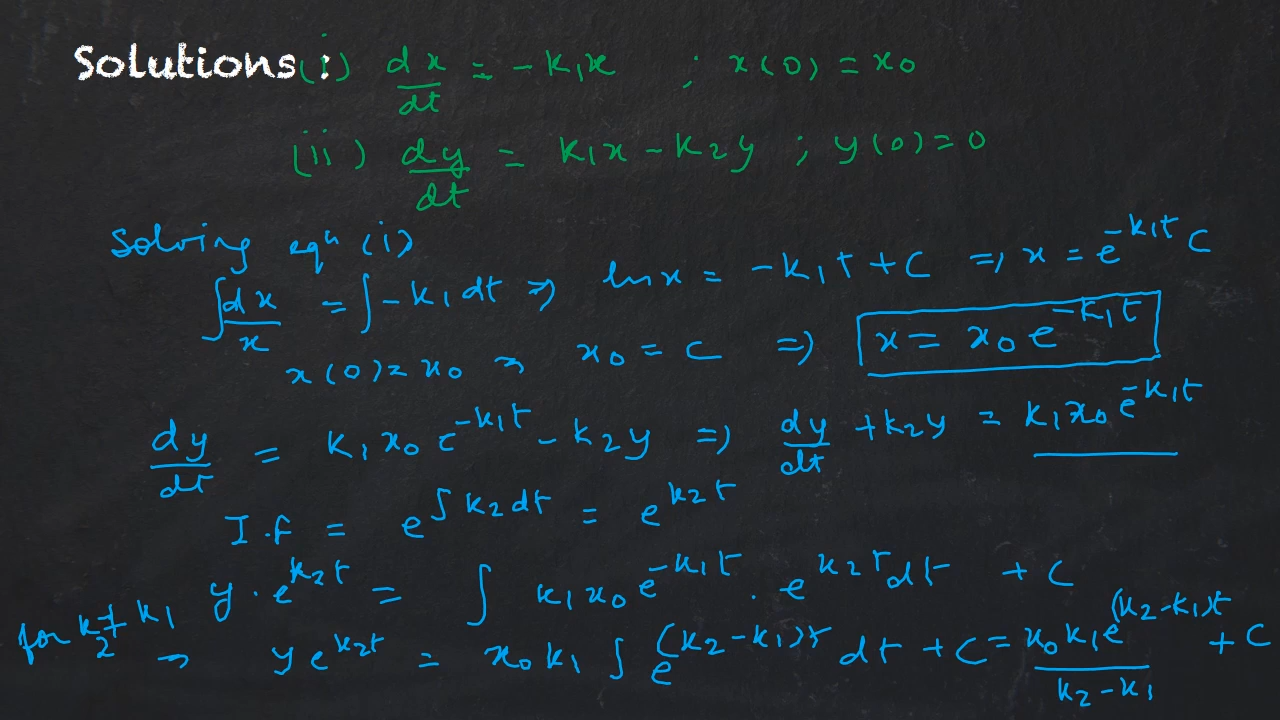 Solutions : (i) dx/dt = -k₁x ; x(0) = x₀
(ii) dy/dt = k₁x - k₂y ; y(0) = 0
Solving eqⁿ (i)
∫dx/x = ∫-k₁dt ⇒ ln x = -k₁t + C ⇒ x = e^(-k₁t) C
x(0) = x₀ ⇒ x₀ = C ⇒ x = x₀e^(-k₁t)
dy/dt = k₁x₀e^(-k₁t) - k₂y ⇒ dy/dt + k₂y = k₁x₀e^(-k₁t)
I.f = e^(∫k₂dt) = e^(k₂t)
y.e^(k₂t) = ∫ k₁x₀e^(-k₁t) . e^(k₂t) dt + C
for k₂ ≠ k₁ ⇒ ye^(k₂t) = x₀k₁ ∫ e^((k₂-k₁)t) dt + C = x₀k₁e^((k₂-k₁)t)/(k₂-k₁) + C